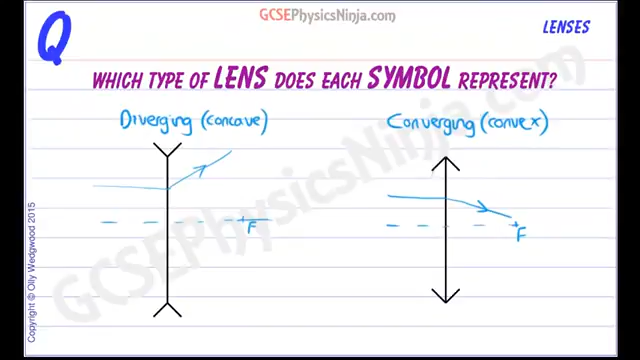 GCSEPhysicsNinja.com
LENSES
Q
WHICH TYPE OF LENS DOES EACH SYMBOL REPRESENT?
Diverging (concave)
Converging (convex)
F
F
GCSEPhysicsNinja.com
Copyright © Olly Wedgwood 2015